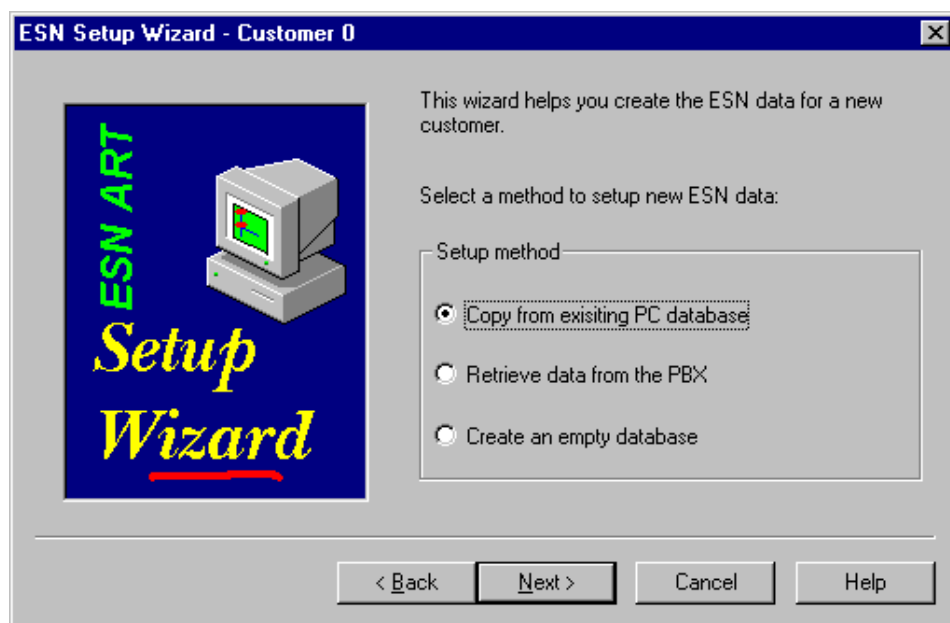 ESN Setup Wizard - Customer 0
ESN ART
Setup
Wizard
This wizard helps you create the ESN data for a new
customer.
Select a method to setup new ESN data:
Setup method
Copy from exisiting PC database
Retrieve data from the PBX
Create an empty database
< Back
Next >
Cancel
Help